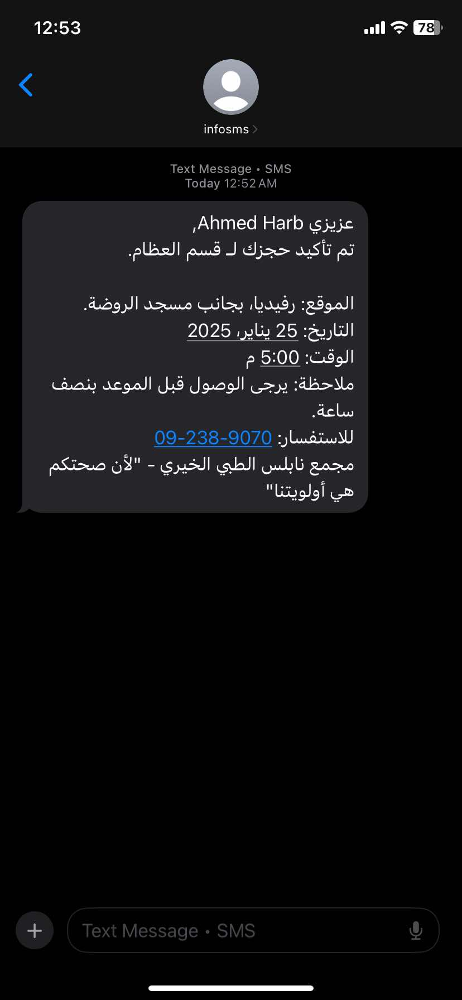 12:53
78
infosms
Text Message • SMS
Today 12:52 AM
عزيزي Ahmed Harb,
تم تأكيد حجزك لـ قسم العظام.
الموقع: رفيديا، بجانب مسجد الروضة.
التاريخ: 25 يناير، 2025
الوقت: 5:00 م
ملاحظة: يرجى الوصول قبل الموعد بنصف
ساعة.
للاستفسار: 09-238-9070
مجمع نابلس الطبي الخيري - "لأن صحتكم
هي أولويتنا"
Text Message • SMS